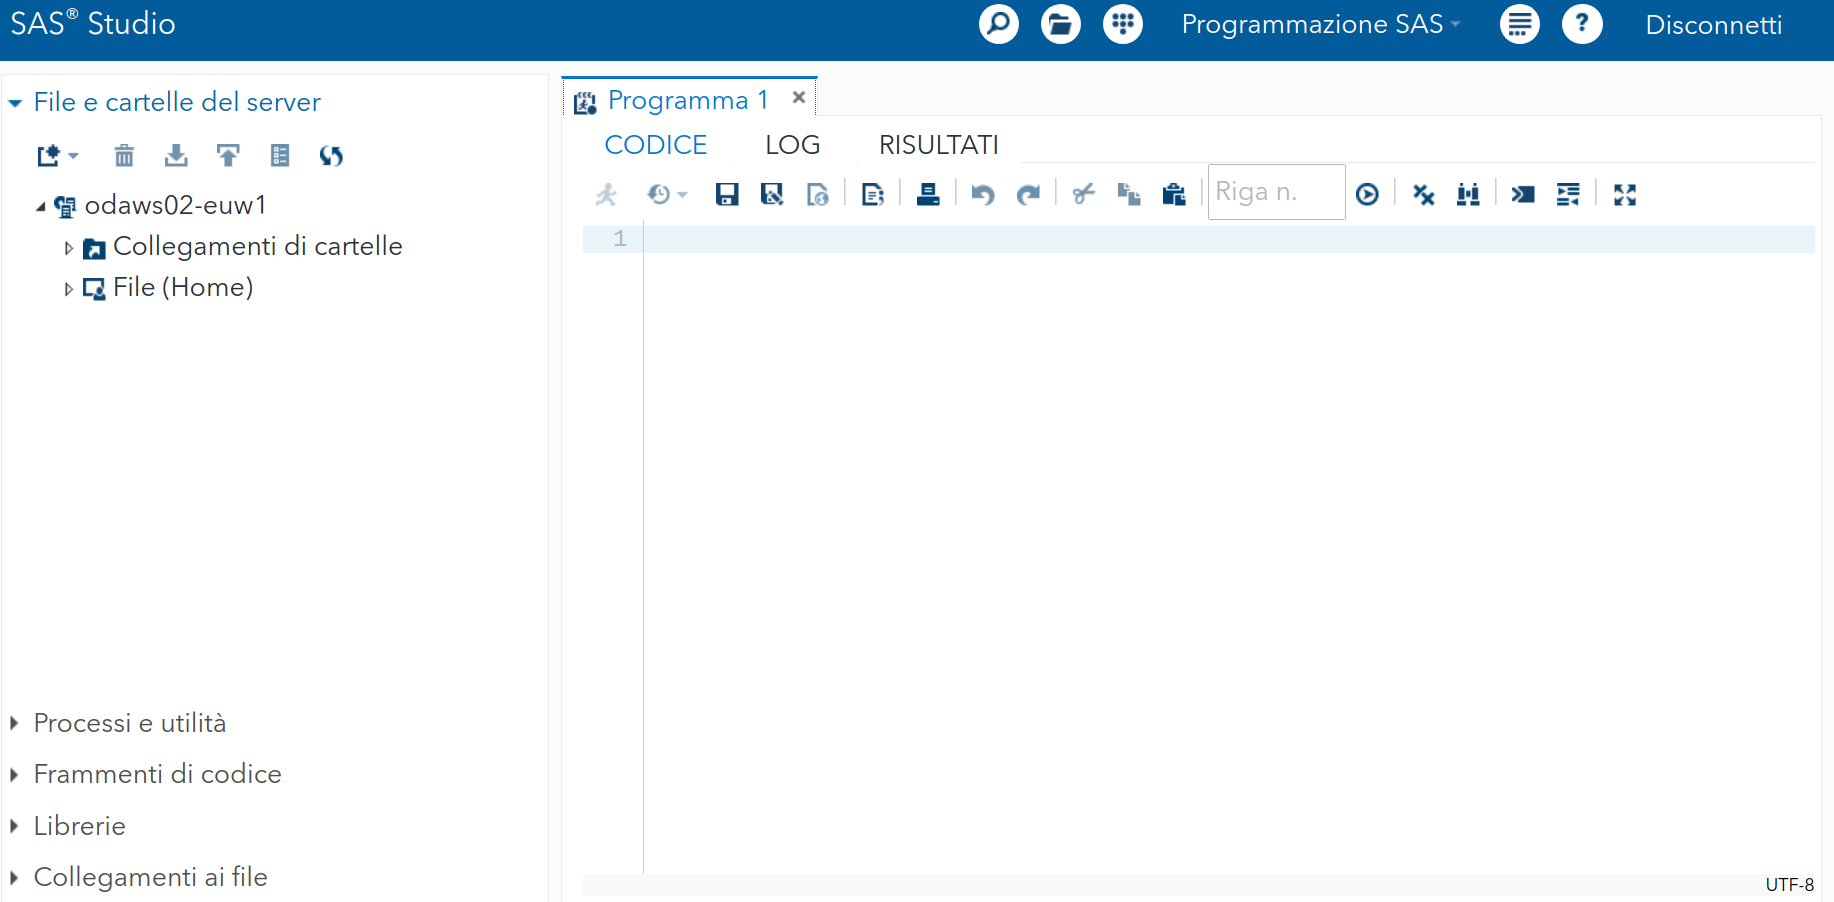 SAS® Studio
Programmazione SAS
Disconnetti
File e cartelle del server
odaws02-euw1
Collegamenti di cartelle
File (Home)
Processi e utilità
Frammenti di codice
Librerie
Collegamenti ai file
Programma 1
CODICE LOG RISULTATI
Riga n.
1
UTF-8